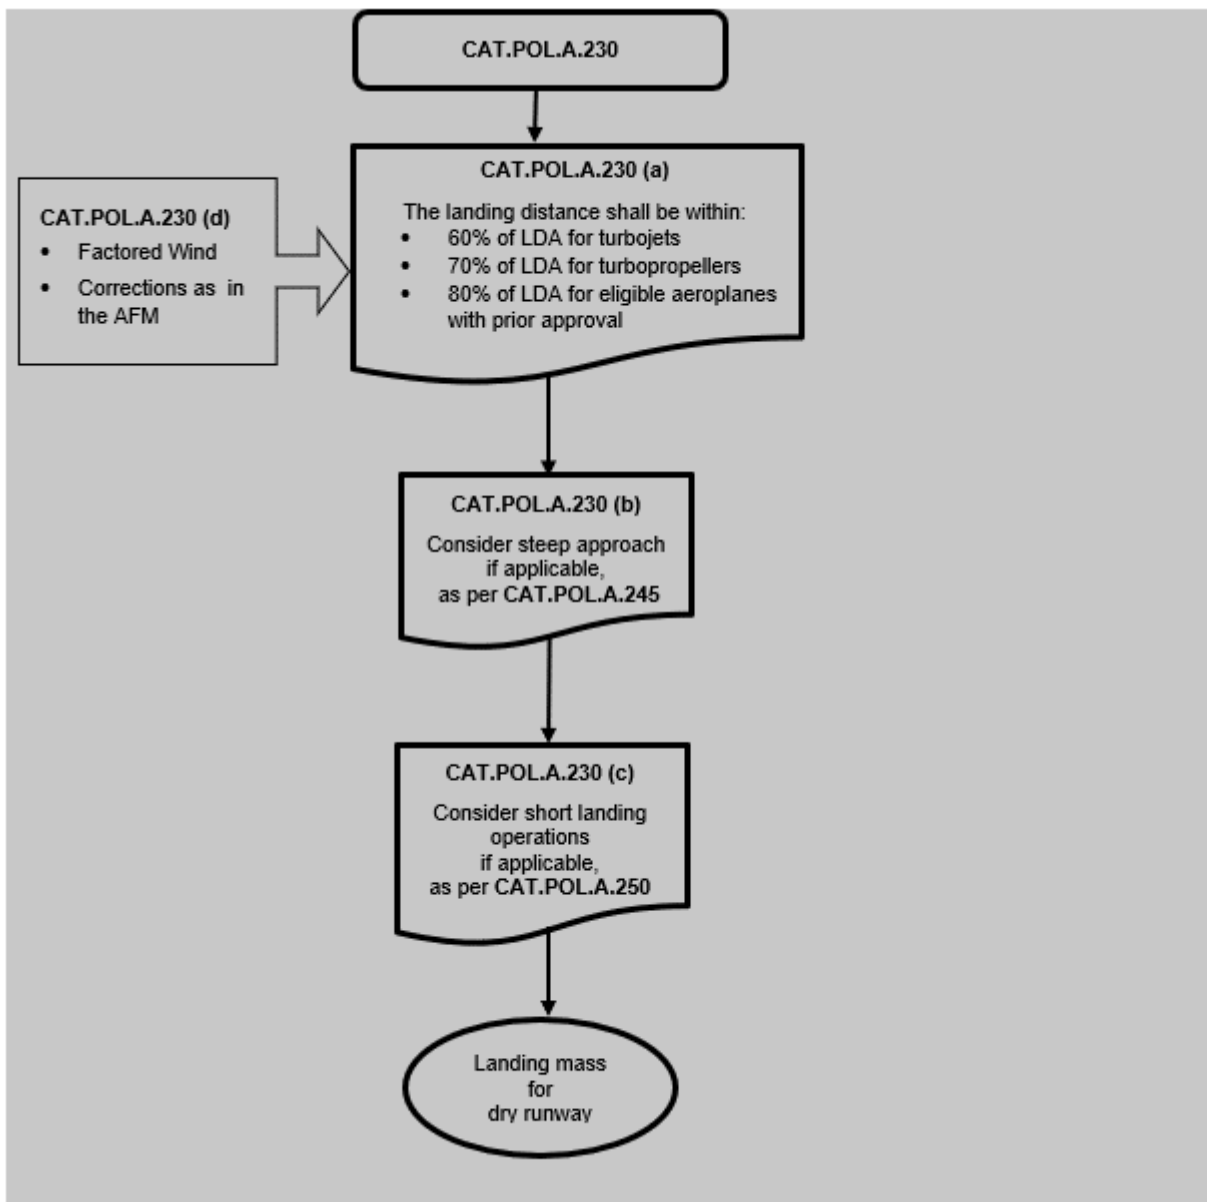 CAT.POL.A.230
CAT.POL.A.230 (a)
The landing distance shall be within:
• 60% of LDA for turbojets
• 70% of LDA for turbopropellers
• 80% of LDA for eligible aeroplanes
with prior approval
CAT.POL.A.230 (d)
• Factored Wind
• Corrections as in
the AFM
CAT.POL.A.230 (b)
Consider steep approach
if applicable,
as per CAT.POL.A.245
CAT.POL.A.230 (c)
Consider short landing
operations
if applicable,
as per CAT.POL.A.250
Landing mass
for
dry runway